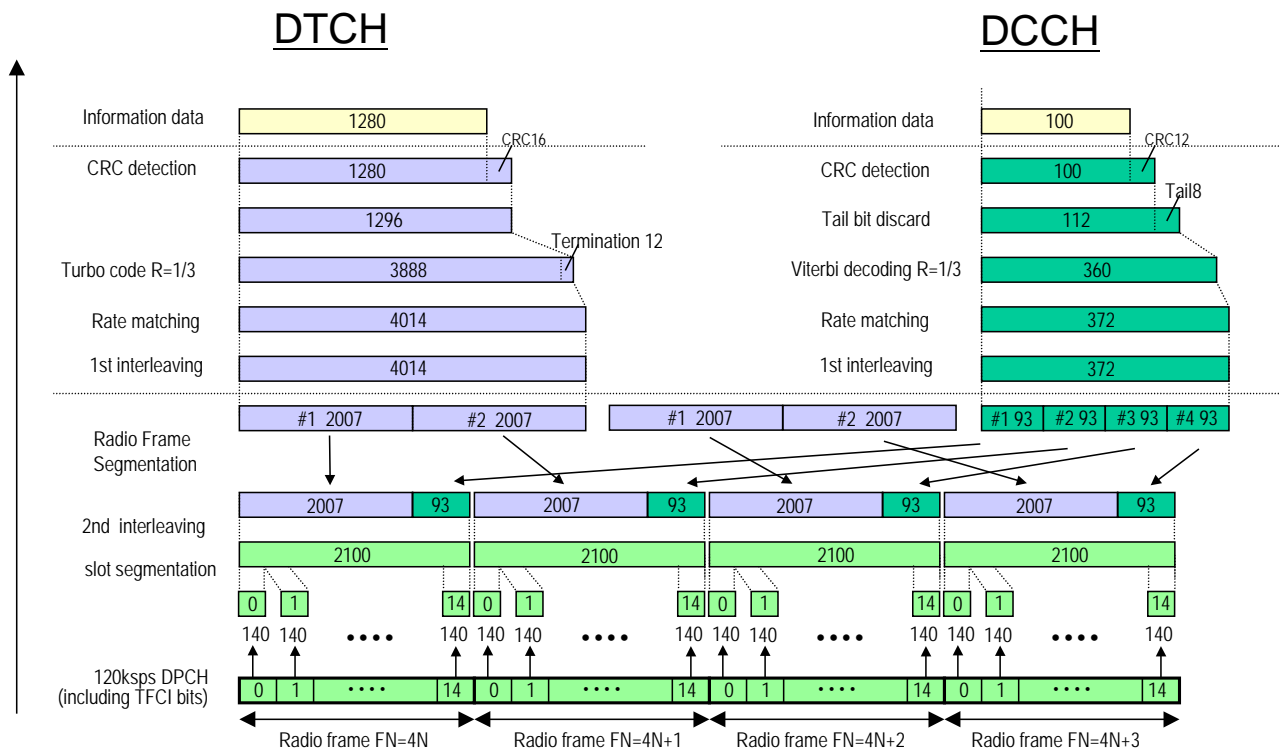 DTCH DCCH
Information data 1280 Information data 100
CRC16 CRC12
CRC detection 1280 CRC detection 100
Tail8
1296 Tail bit discard 112
Termination 12
Turbo code R=1/3 3888 Viterbi decoding R=1/3 360
Rate matching 4014 Rate matching 372
1st interleaving 4014 1st interleaving 372
#1 2007 #2 2007 #1 2007 #2 2007 #1 93 #2 93 #3 93 #4 93
Radio Frame
Segmentation
2007 93 2007 93 2007 93 2007 93
2nd interleaving
2100 2100 2100 2100
slot segmentation
0 1 14 0 1 14 0 1 14 0 1 14
140 140 •••• 140 140 140 •••• 140 140 140 •••• 140 140 140 •••• 140
120ksps DPCH
(including TFCI bits)
0 1 •••• 14 0 1 •••• 14 0 1 •••• 14 0 1 •••• 14
Radio frame FN=4N Radio frame FN=4N+1 Radio frame FN=4N+2 Radio frame FN=4N+3